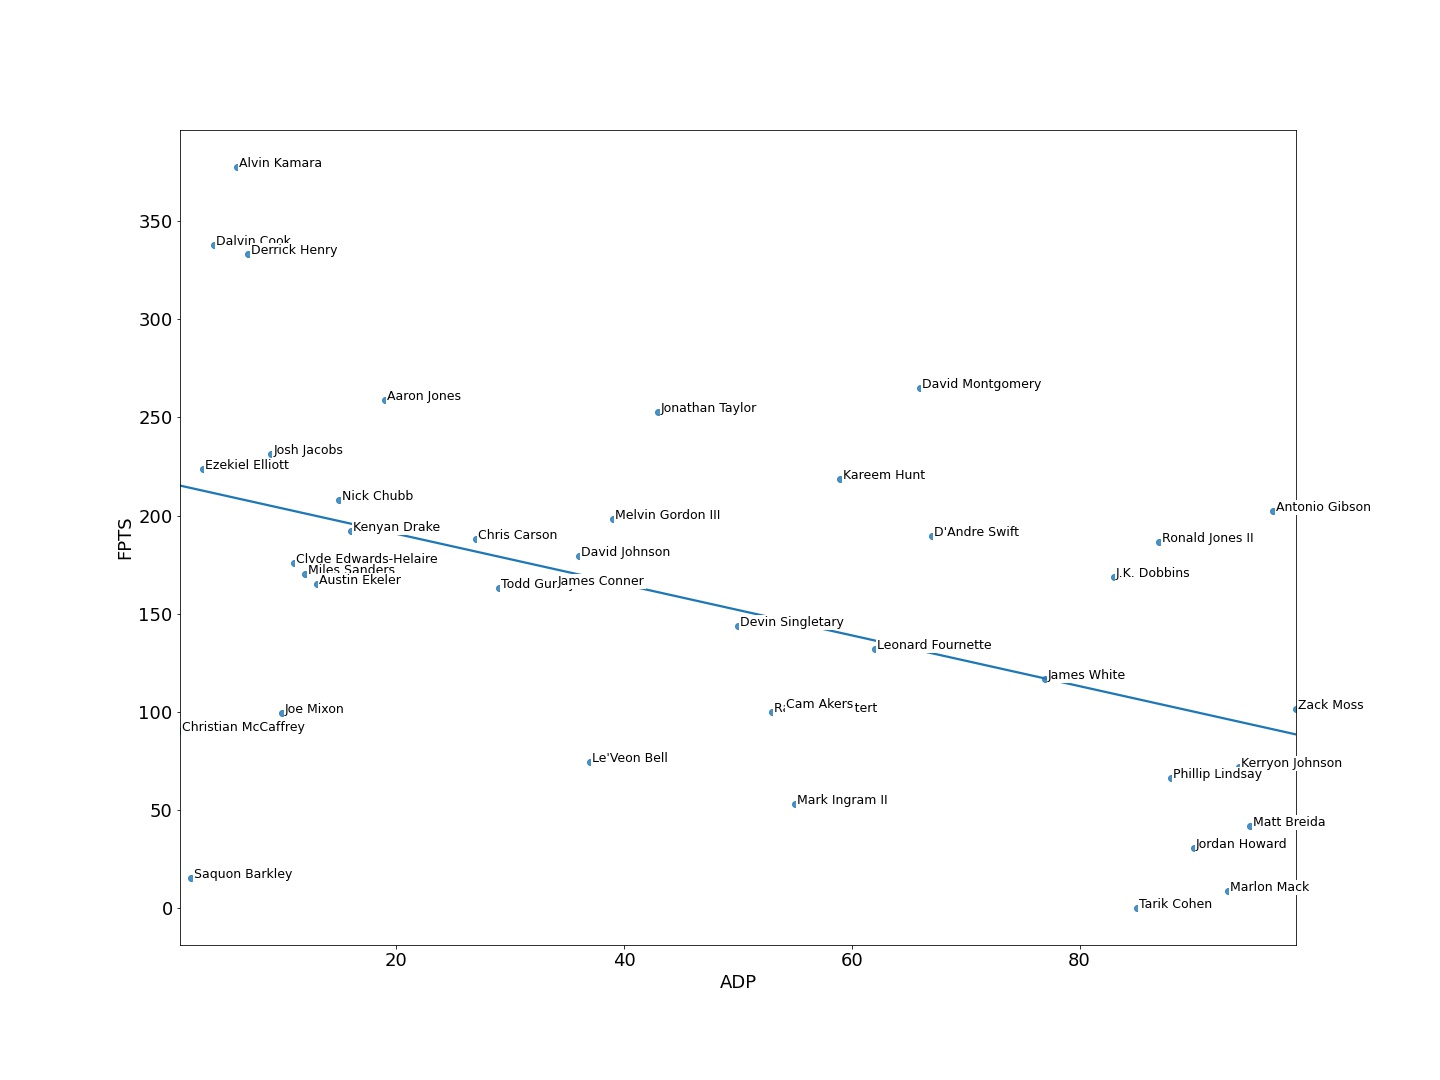 Alvin Kamara
350
Dalvin Cook
Derrick Henry
300
David Montgomery
Aaron Jones
Jonathan Taylor
250
Josh Jacobs
Ezekiel Elliott
Kareem Hunt
Nick Chubb
Antonio Gibson
200
Melvin Gordon III
Kenyan Drake
Chris Carson
D'Andre Swift
Ronald Jones II
FPTS
David Johnson
Clyde Edwards-Helaire
Miles Sanders
J.K. Dobbins
Austin Ekeler
Todd
James Conner
150
Devin Singletary
Leonard Fournette
James White
100
Joe Mixon
Cam Akers
Zack Moss
Christian McCaffrey
Le'Veon Bell
Kerryon Johnson
Phillip Lindsay
50
Mark Ingram II
Matt Breida
Jordan Howard
Saquon Barkley
Marlon Mack
0
Tarik Cohen
20
40
60
80
ADP